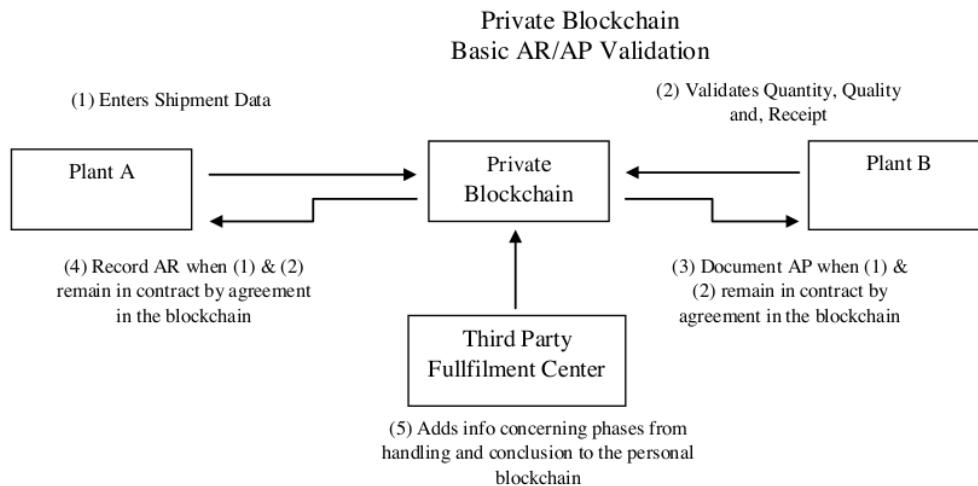 Private Blockchain
Basic AR/AP Validation
(1) Enters Shipment Data
(2) Validates Quantity, Quality
and, Receipt
Plant A
Private
Blockchain
Plant B
(4) Record AR when (1) & (2)
remain in contract by agreement
in the blockchain
(3) Document AP when (1) &
(2) remain in contract by
agreement in the blockchain
Third Party
Fullfilment Center
(5) Adds info concerning phases from
handling and conclusion to the personal
blockchain